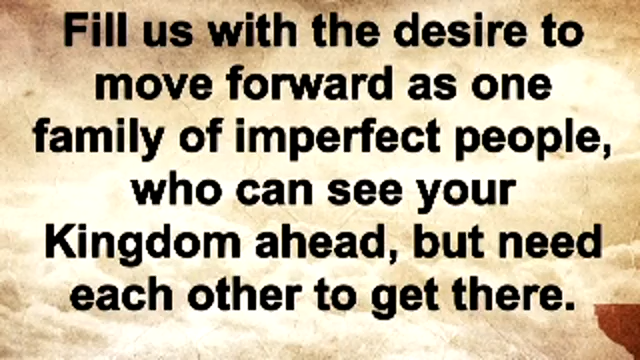 Fill us with the desire to
move forward as one
family of imperfect people,
who can see your
Kingdom ahead, but need
each other to get there.